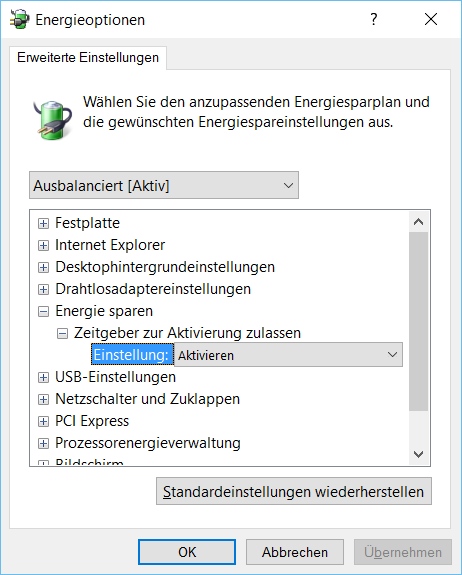 Energieoptionen
Erweiterte Einstellungen
Wählen Sie den anzupassenden Energiesparplan und
die gewünschten Energiespareinstellungen aus.
Ausbalanciert [Aktiv]
Festplatte
Internet Explorer
Desktophintergrundeinstellungen
Drahtlosadaptereinstellungen
Energie sparen
Zeitgeber zur Aktivierung zulassen
Einstellung: Aktivieren
USB-Einstellungen
Netzschalter und Zuklappen
PCI Express
Prozessorenergieverwaltung
Bildschirm
Standardeinstellungen wiederherstellen
OK Abbrechen Übernehmen